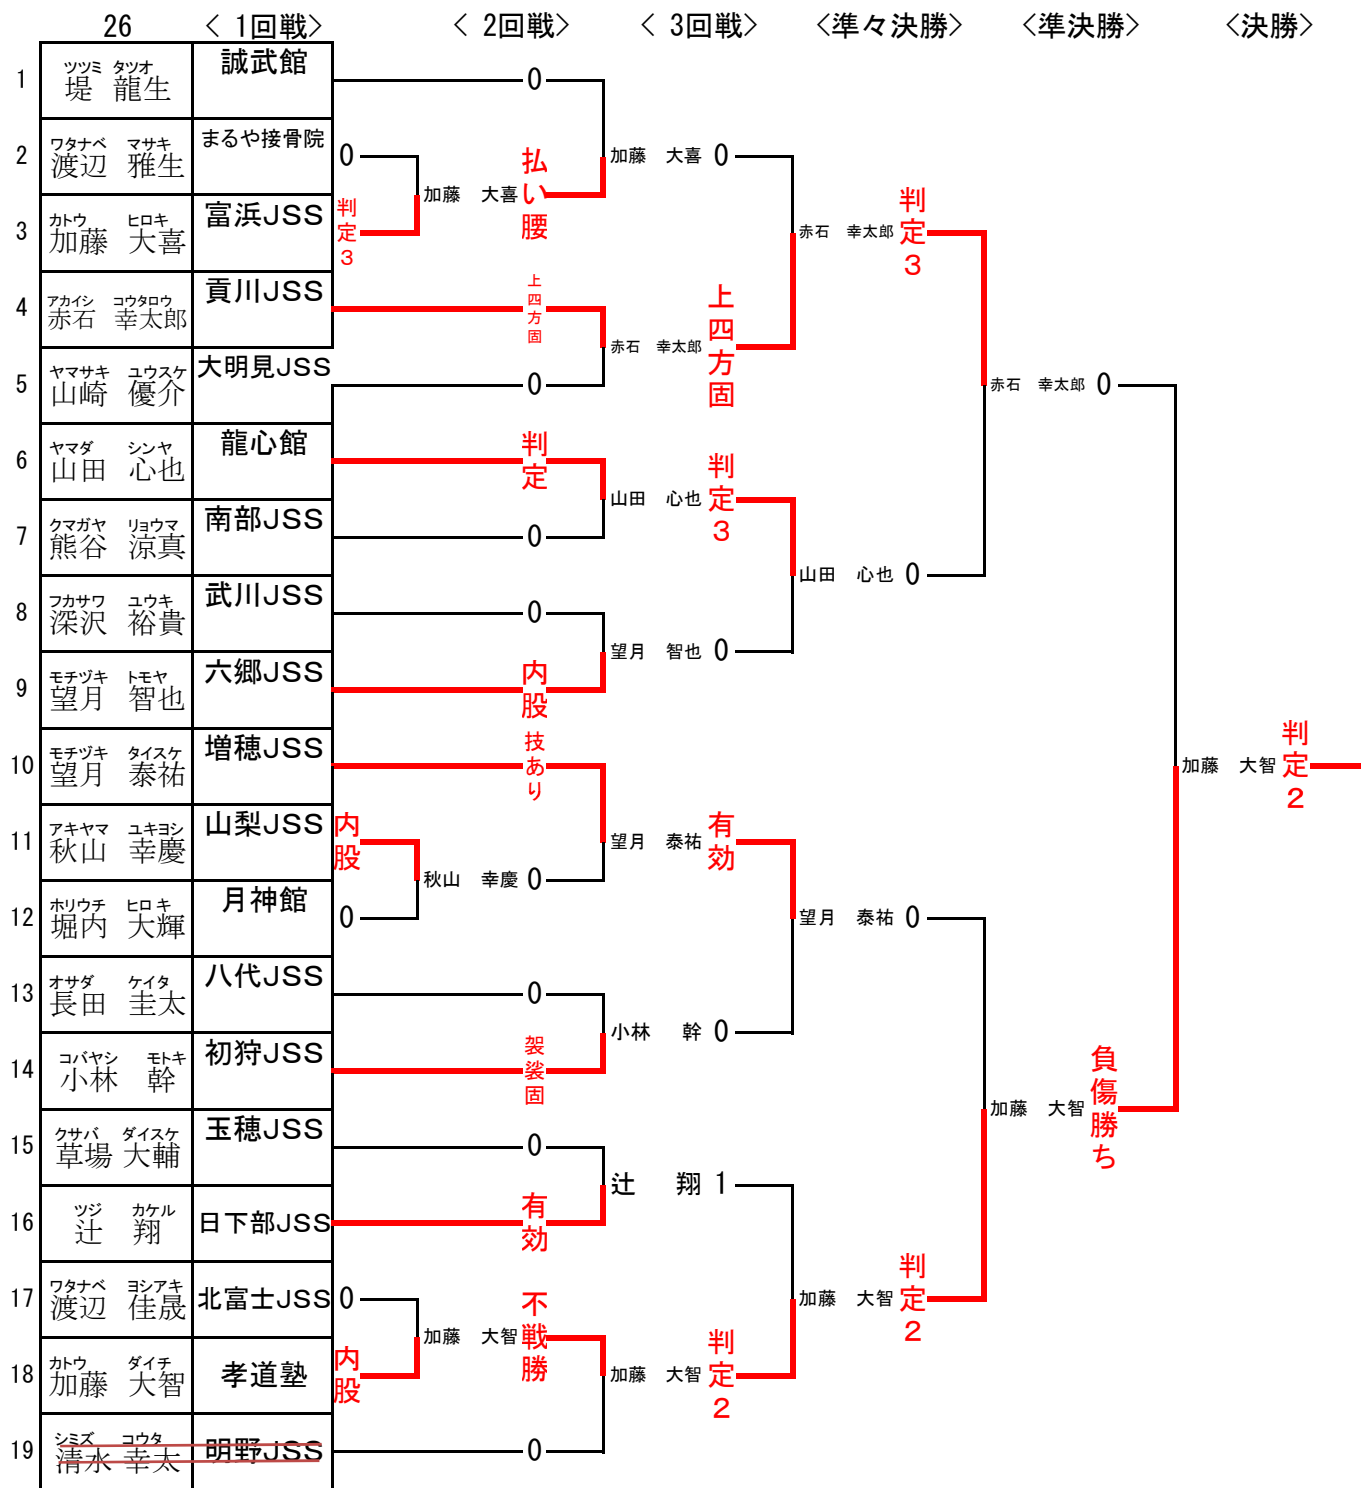 26 〈 1回戦〉 〈 2回戦〉 〈 3回戦〉 〈準々決勝〉 〈準決勝〉 〈決勝〉
1 ツツミ タツオ 堤 龍生 誠武館 0
2 ワタナベ マサキ 渡辺 雅生 まるや接骨院 0
加藤 大喜 払い腰
加藤 大喜 0
3 カトウ ヒロキ 加藤 大喜 富浜JSS 判定3
赤石 幸太郎 判定3
4 アカイシ コウタロウ 赤石 幸太郎 貢川JSS 上四方固
赤石 幸太郎 上四方固
5 ヤマサキ ユウスケ 山崎 優介 大明見JSS 0
赤石 幸太郎 0
6 ヤマダ シンヤ 山田 心也 龍心館 判定
山田 心也 判定3
7 クマガヤ リョウマ 熊谷 涼真 南部JSS 0
山田 心也 0
8 フカサワ ユウキ 深沢 裕貴 武川JSS 0
望月 智也 0
9 モチヅキ トモヤ 望月 智也 六郷JSS 内股
10 モチヅキ タイスケ 望月 泰祐 増穂JSS 技あり
加藤 大智 判定2
11 アキヤマ ユキヨシ 秋山 幸慶 山梨JSS 内股
望月 泰祐 有効
秋山 幸慶 0
12 ホリウチ ヒロキ 堀内 大輝 月神館 0
望月 泰祐 0
13 オサダ ケイタ 長田 圭太 八代JSS 0
小林 幹 0
14 コバヤシ モトキ 小林 幹 初狩JSS 袈裟固
加藤 大智 負傷勝ち
15 クサバ ダイスケ 草場 大輔 玉穂JSS 0
辻 翔 1
16 ツジ カケル 辻 翔 日下部JSS 有効
17 ワタナベ ヨシアキ 渡辺 佳晟 北富士JSS 0
加藤 大智 判定2
加藤 大智 不戦勝
18 カトウ ダイチ 加藤 大智 孝道塾 内股
加藤 大智 判定2
19 シミズ コウタ 清水 幸太 明野JSS 0